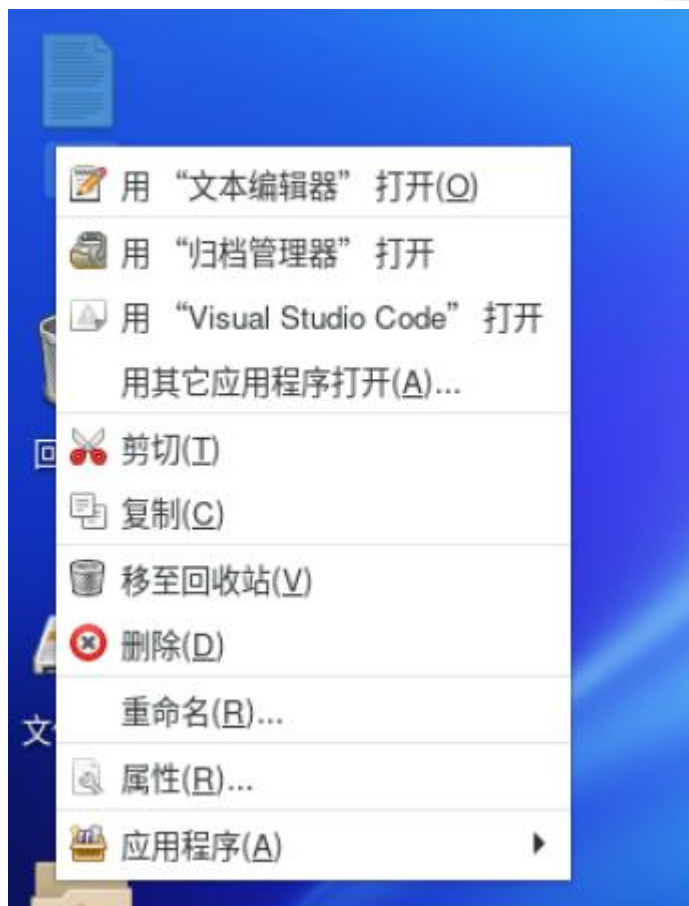 用 “文本编辑器” 打开(O)
用 “归档管理器” 打开
用 “Visual Studio Code” 打开
用其它应用程序打开(A)...
回
剪切(T)
复制(C)
移至回收站(V)
删除(D)
重命名(R)...
文
属性(R)...
应用程序(A)